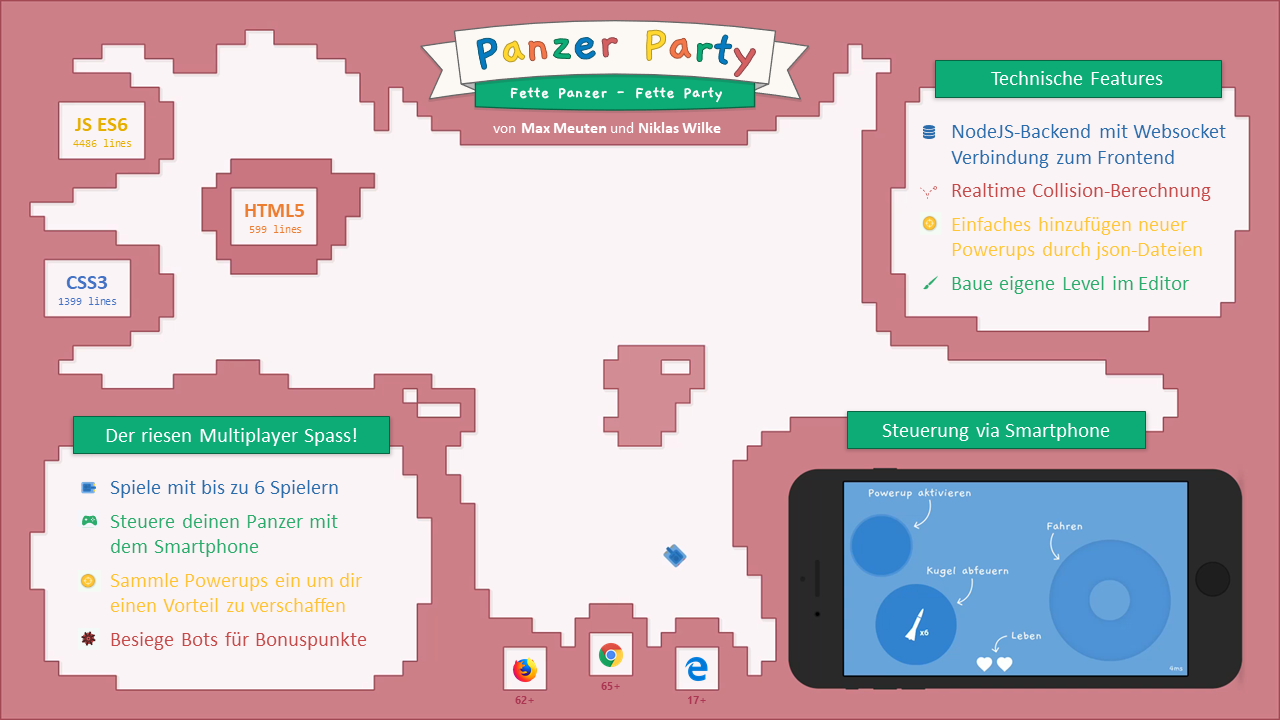 Panzer Party
Fette Panzer - Fette Party
von Max Meuten und Niklas Wilke
JS ES6
4486 lines
HTML5
599 lines
CSS3
1399 lines
Technische Features
NodeJS-Backend mit Websocket
Verbindung zum Frontend
Realtime Collision-Berechnung
Einfaches hinzufügen neuer
Powerups durch json-Dateien
Baue eigene Level im Editor
Der riesen Multiplayer Spass!
Spiele mit bis zu 6 Spielern
Steuere deinen Panzer mit
dem Smartphone
Sammle Powerups ein um dir
einen Vorteil zu verschaffen
Besiege Bots für Bonuspunkte
62+
65+
17+
Steuerung via Smartphone
Powerup aktivieren
Fahren
Kugel abfeuern
x6
Leben
4ms